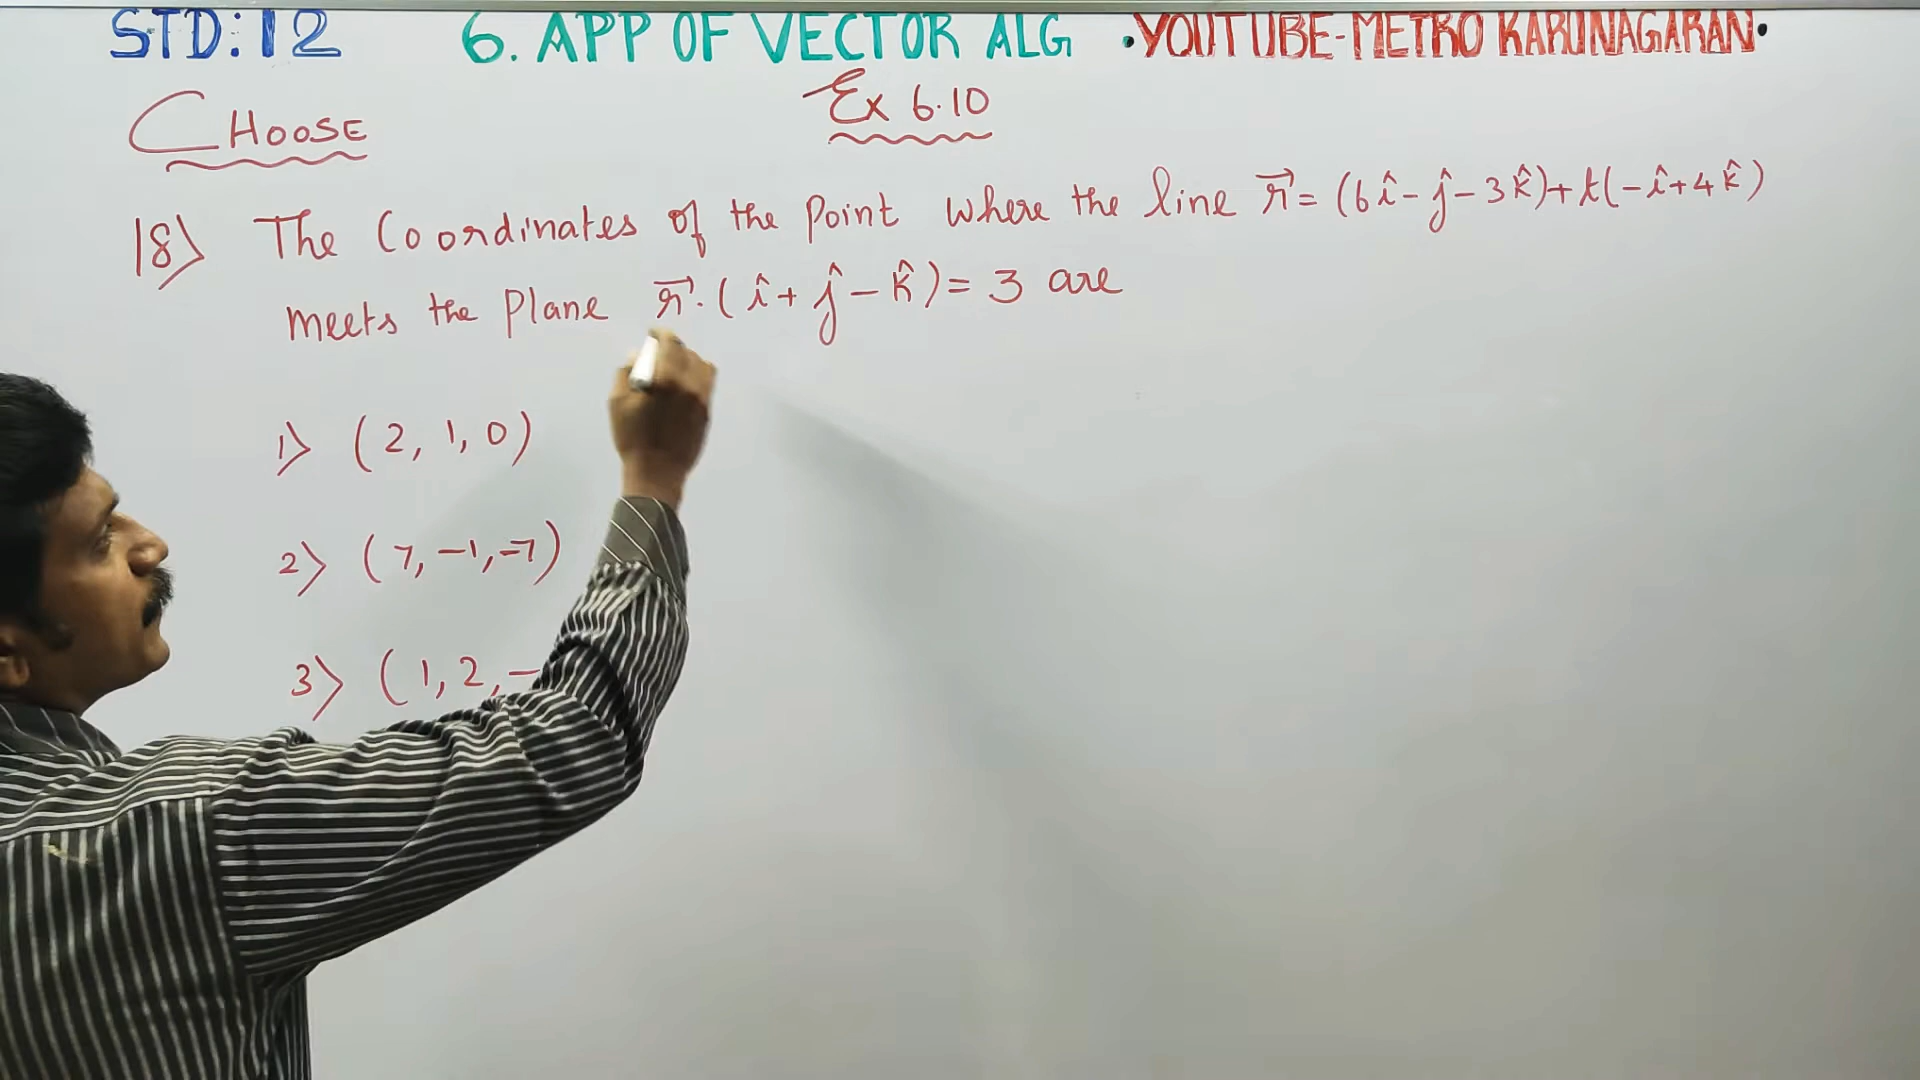 STD:12 6. APP OF VECTOR ALG •YOUTUBE-METRO KARUNAGARAN•
CHOOSE Ex 6.10
18) The Coordinates of the Point where the line r⃗ = (6î - ĵ - 3k̂) + t(-î + 4k̂)
meets the Plane r⃗.(î + ĵ - k̂) = 3 are
1) (2, 1, 0)
2) (7, -1, -7)
3) (1, 2, -